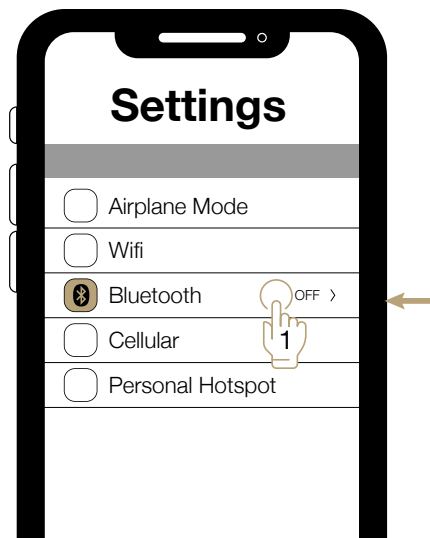 Settings
Airplane Mode
Wifi
Bluetooth OFF >
1
Cellular
Personal Hotspot